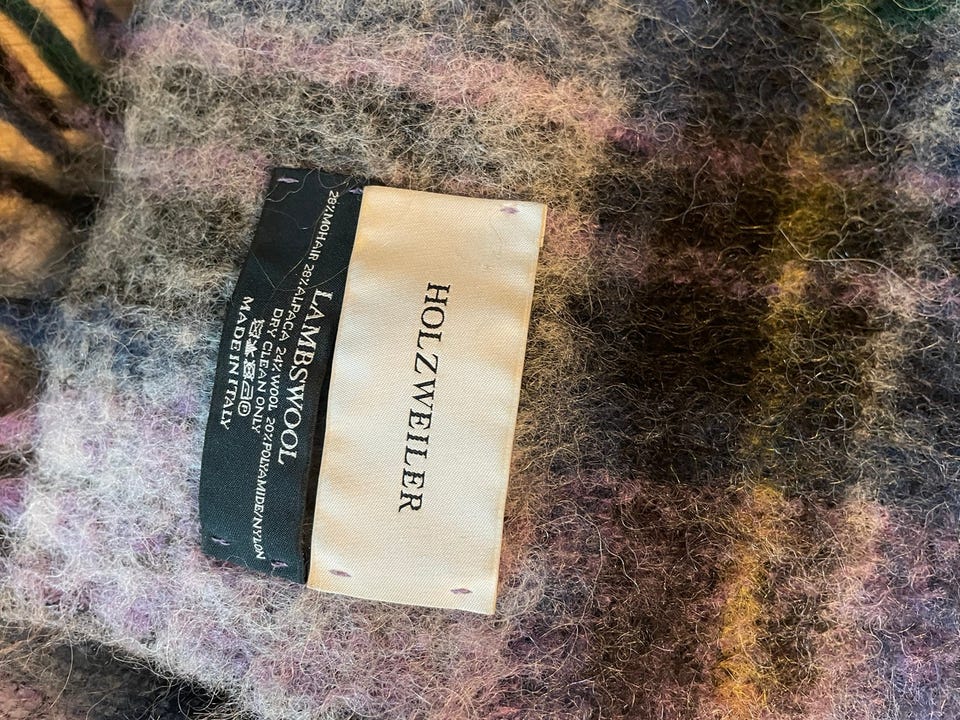 HOLZWEILER
LAMBSWOOL
28%MOHAIR 28%ALPACA 24%WOOL 20%POLYAMIDE/NYLON
DRY CLEAN ONLY
MADE IN ITALY